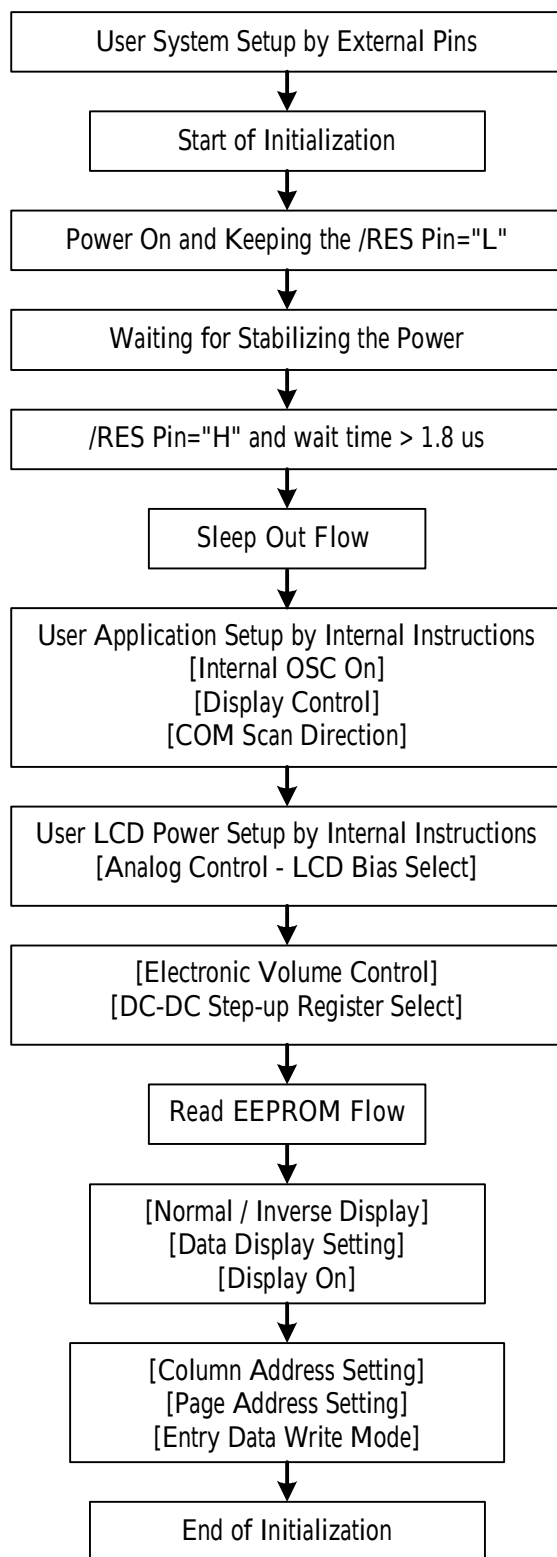 User System Setup by External Pins
Start of Initialization
Power On and Keeping the /RES Pin="L"
Waiting for Stabilizing the Power
/RES Pin="H" and wait time > 1.8 us
Sleep Out Flow
User Application Setup by Internal Instructions
[Internal OSC On]
[Display Control]
[COM Scan Direction]
User LCD Power Setup by Internal Instructions
[Analog Control - LCD Bias Select]
[Electronic Volume Control]
[DC-DC Step-up Register Select]
Read EEPROM Flow
[Normal / Inverse Display]
[Data Display Setting]
[Display On]
[Column Address Setting]
[Page Address Setting]
[Entry Data Write Mode]
End of Initialization